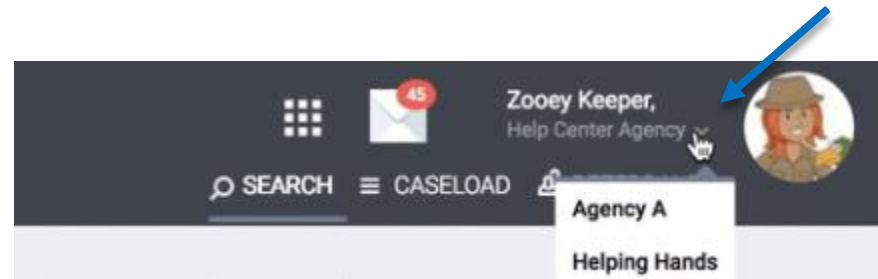 45
Zooey Keeper,
Help Center Agency
SEARCH CASELOAD
Agency A
Helping Hands